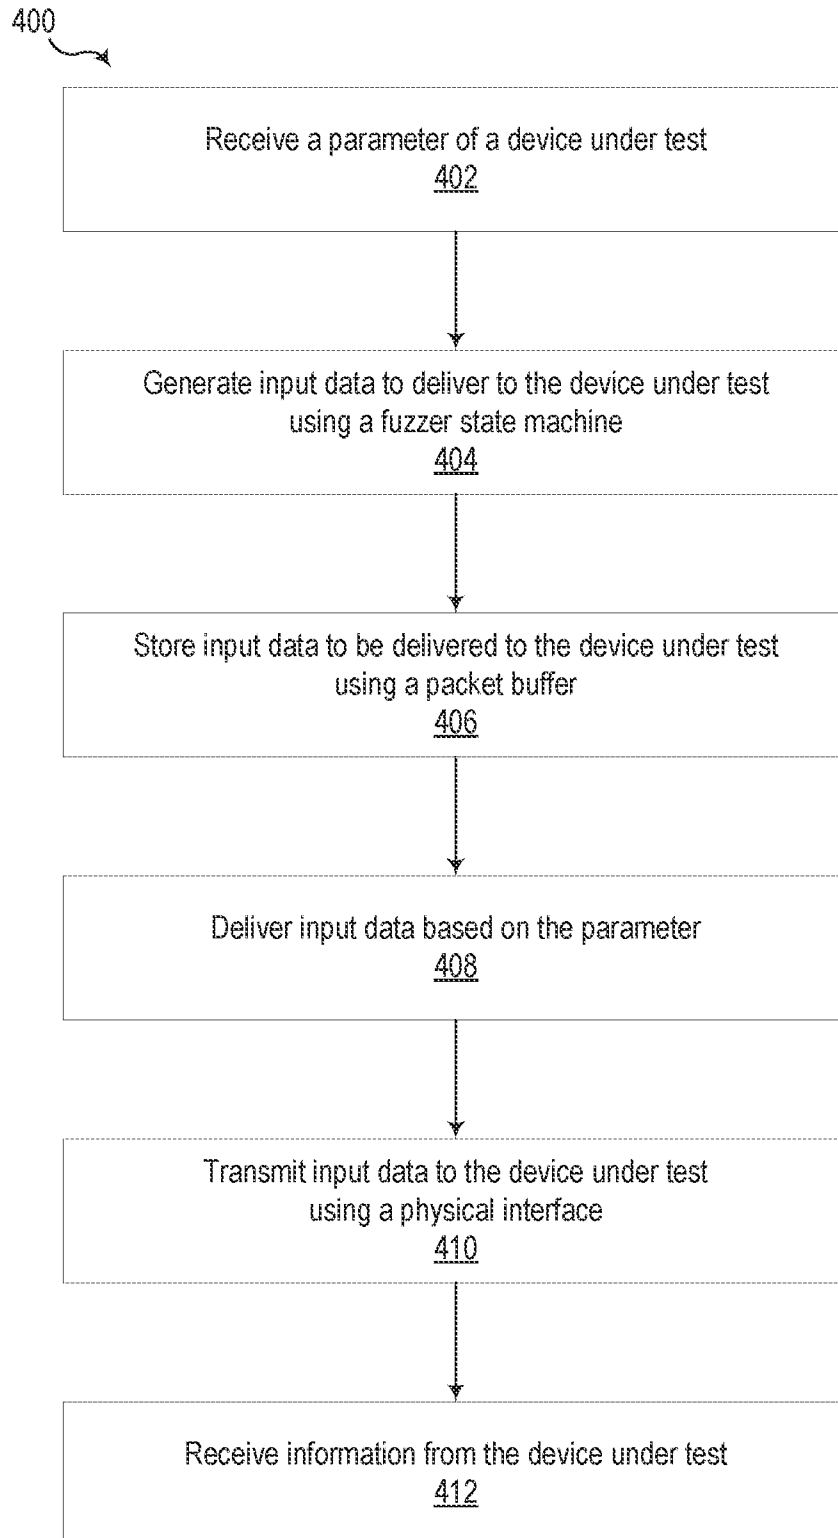 400
Receive a parameter of a device under test
402
Generate input data to deliver to the device under test
using a fuzzer state machine
404
Store input data to be delivered to the device under test
using a packet buffer
406
Deliver input data based on the parameter
408
Transmit input data to the device under test
using a physical interface
410
Receive information from the device under test
412